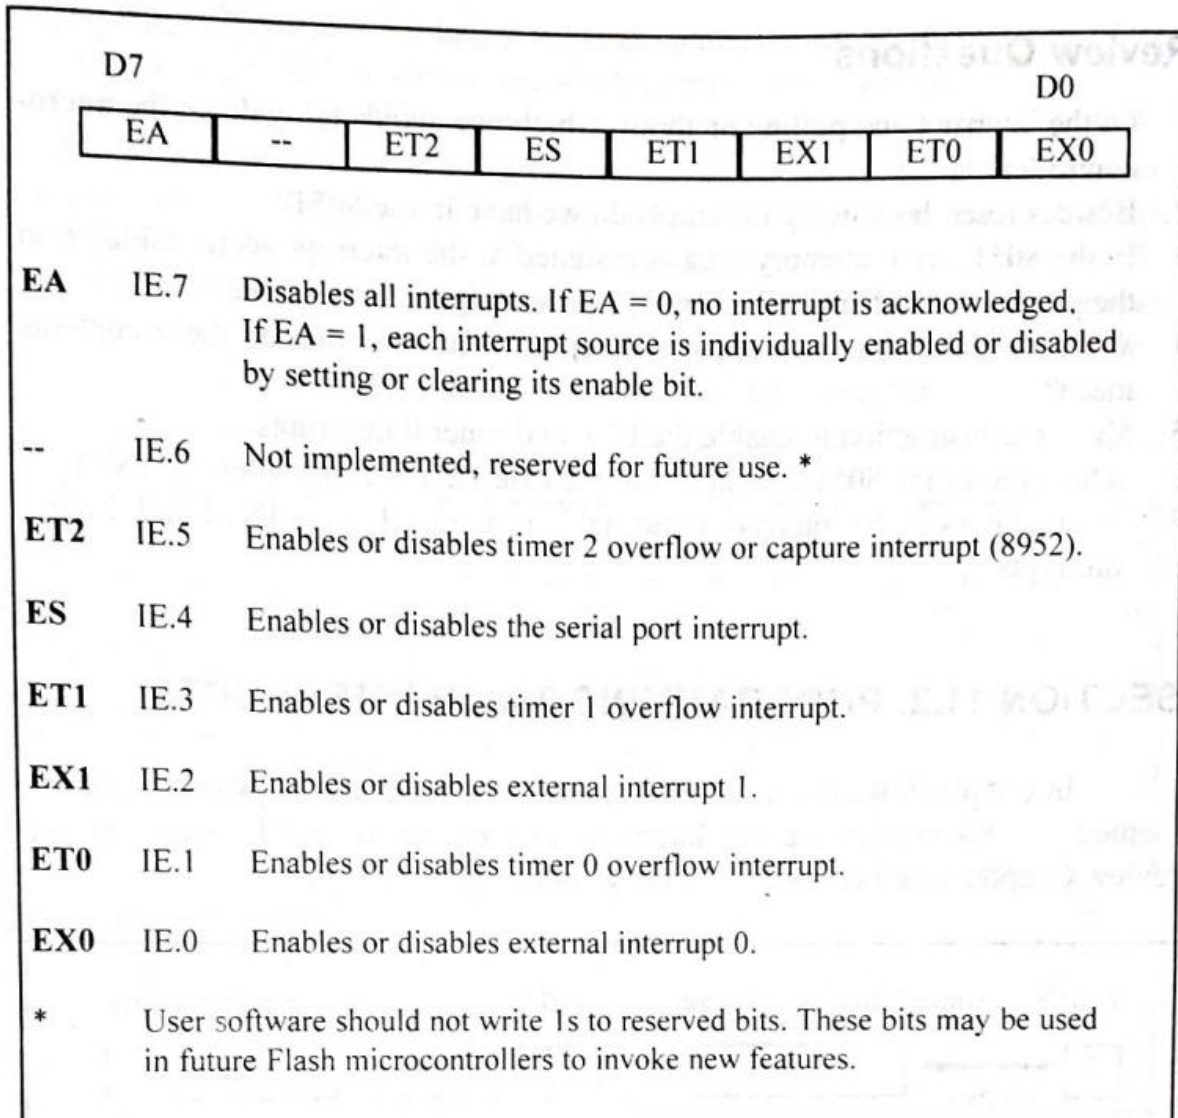 D7
D0
EA -- ET2 ES ET1 EX1 ET0 EX0
EA IE.7 Disables all interrupts. If EA = 0, no interrupt is acknowledged.
If EA = 1, each interrupt source is individually enabled or disabled
by setting or clearing its enable bit.
-- IE.6 Not implemented, reserved for future use. *
ET2 IE.5 Enables or disables timer 2 overflow or capture interrupt (8952).
ES IE.4 Enables or disables the serial port interrupt.
ET1 IE.3 Enables or disables timer 1 overflow interrupt.
EX1 IE.2 Enables or disables external interrupt 1.
ET0 IE.1 Enables or disables timer 0 overflow interrupt.
EX0 IE.0 Enables or disables external interrupt 0.
* User software should not write 1s to reserved bits. These bits may be used
in future Flash microcontrollers to invoke new features.